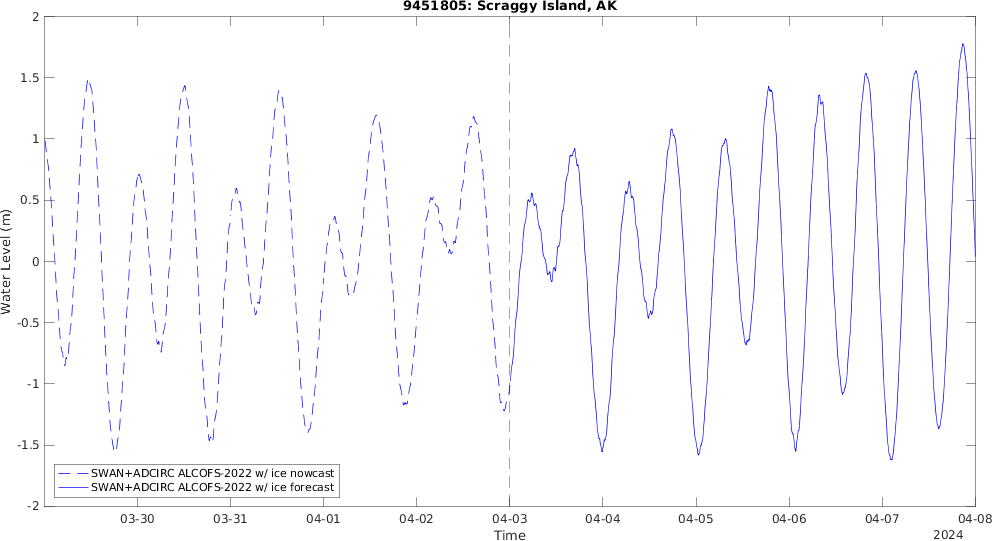 9451805: Scraggy Island, AK
2
1.5
1
0.5
0
-0.5
-1
-1.5
-2
Water Level (m)
SWAN+ADCIRC ALCOFS-2022 w/ ice nowcast
SWAN+ADCIRC ALCOFS-2022 w/ ice forecast
03-30 03-31 04-01 04-02 04-03 04-04 04-05 04-06 04-07 04-08
Time
2024